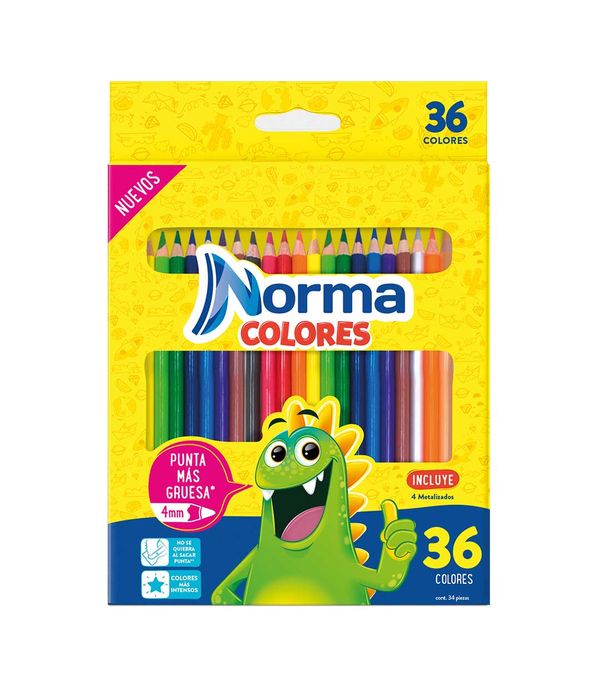 36
COLORES
NUEVOS
Norma
COLORES
PUNTA
MÁS
GRUESA*
4mm
INCLUYE
4 Metalizados
NO SE
QUIEBRA
AL SACAR
PUNTA**
COLORES
MÁS
INTENSOS
36
COLORES
cont. 34 piezas